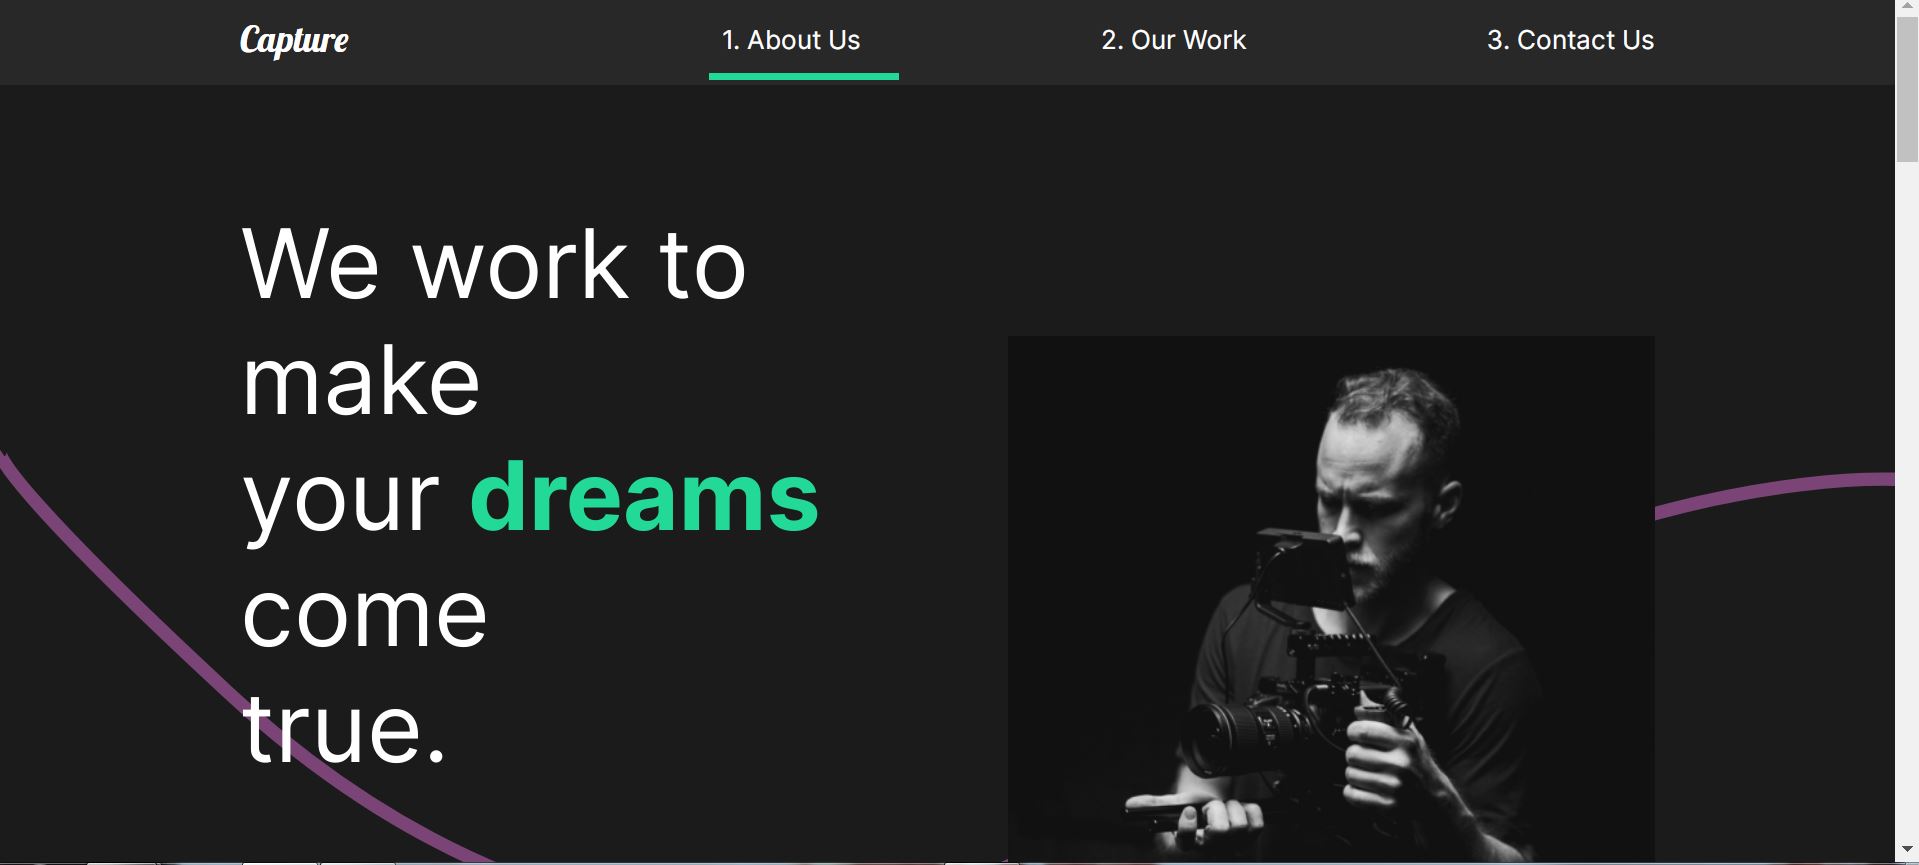 Capture
1. About Us
2. Our Work
3. Contact Us
We work to
make
your dreams
come
true.